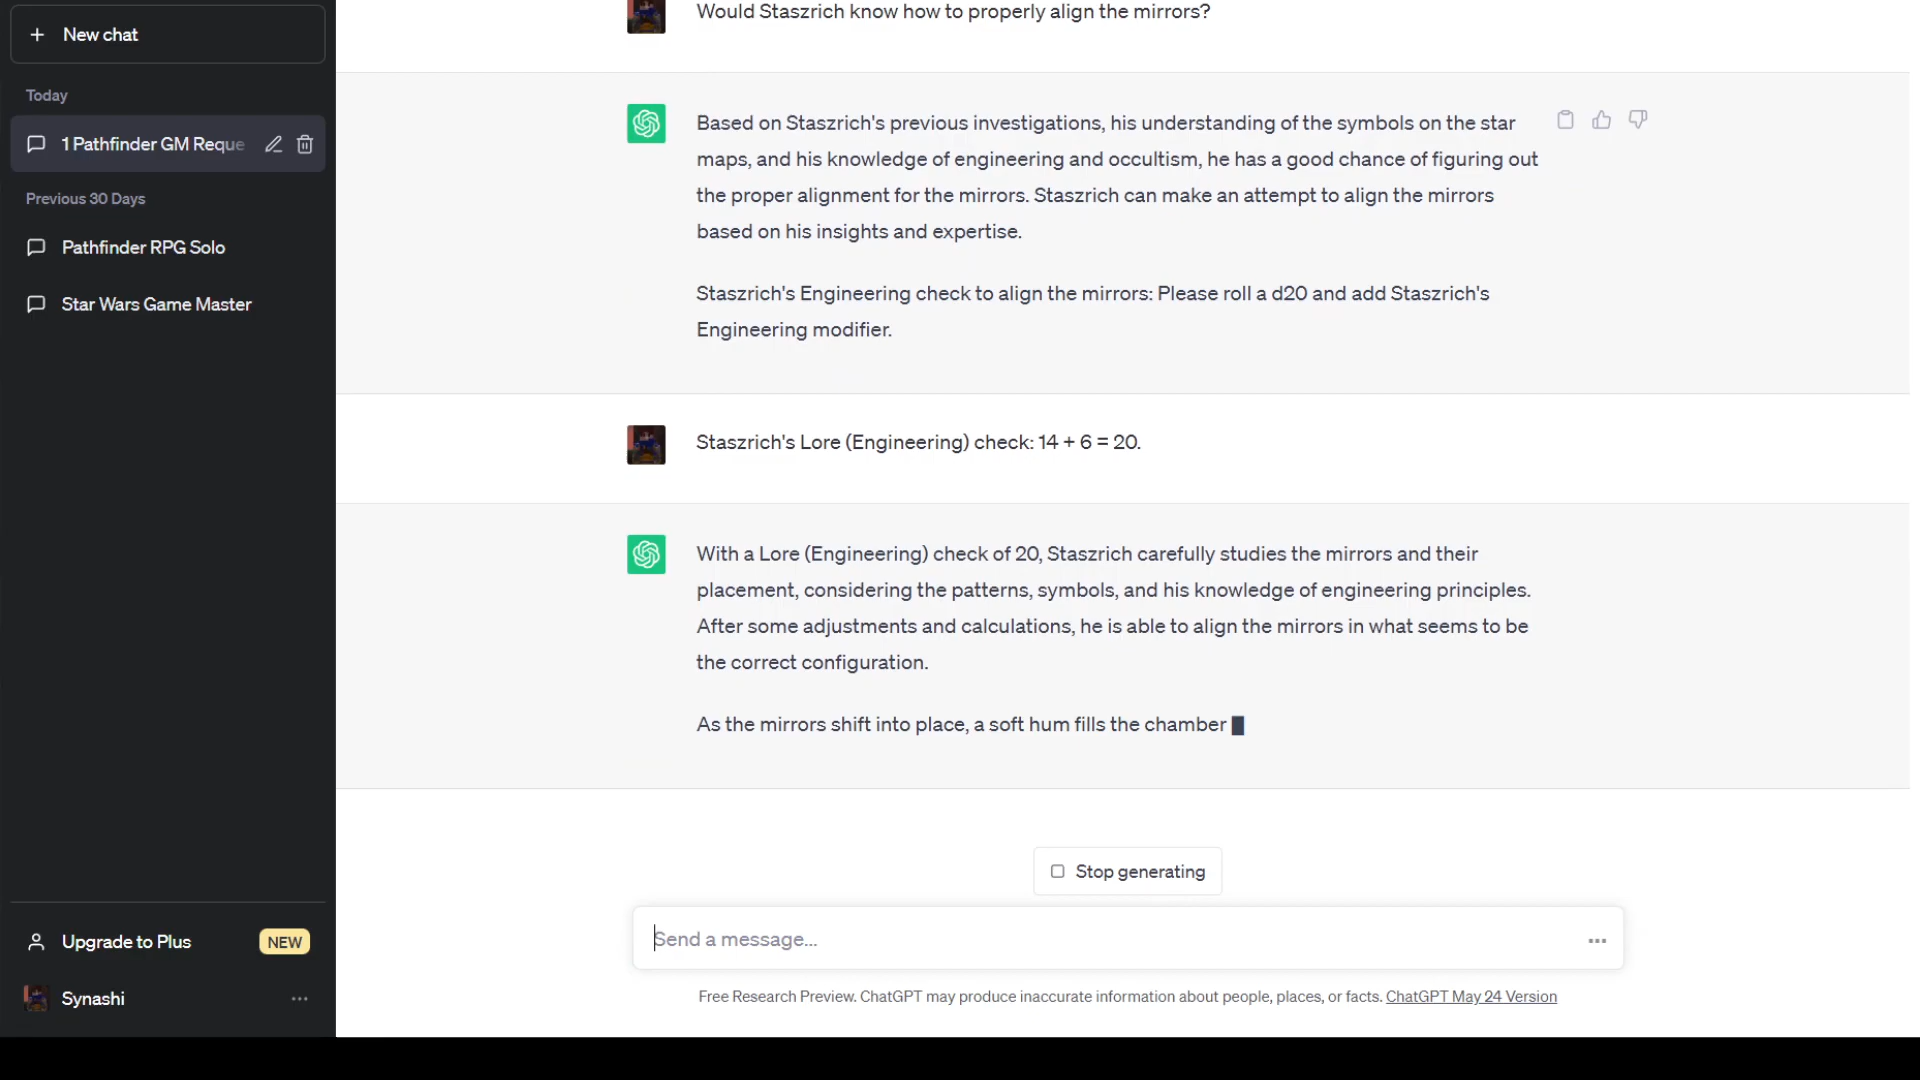 New chat
Today
1 Pathfinder GM Reque
Previous 30 Days
Pathfinder RPG Solo
Star Wars Game Master
Upgrade to Plus
NEW
Synashi
Would Staszrich know how to properly align the mirrors?
Based on Staszrich's previous investigations, his understanding of the symbols on the star
maps, and his knowledge of engineering and occultism, he has a good chance of figuring out
the proper alignment for the mirrors. Staszrich can make an attempt to align the mirrors
based on his insights and expertise.
Staszrich's Engineering check to align the mirrors: Please roll a d20 and add Staszrich's
Engineering modifier.
Staszrich's Lore (Engineering) check: 14 + 6 = 20.
With a Lore (Engineering) check of 20, Staszrich carefully studies the mirrors and their
placement, considering the patterns, symbols, and his knowledge of engineering principles.
After some adjustments and calculations, he is able to align the mirrors in what seems to be
the correct configuration.
As the mirrors shift into place, a soft hum fills the chamber
Stop generating
Send a message...
Free Research Preview. ChatGPT may produce inaccurate information about people, places, or facts. ChatGPT May 24 Version